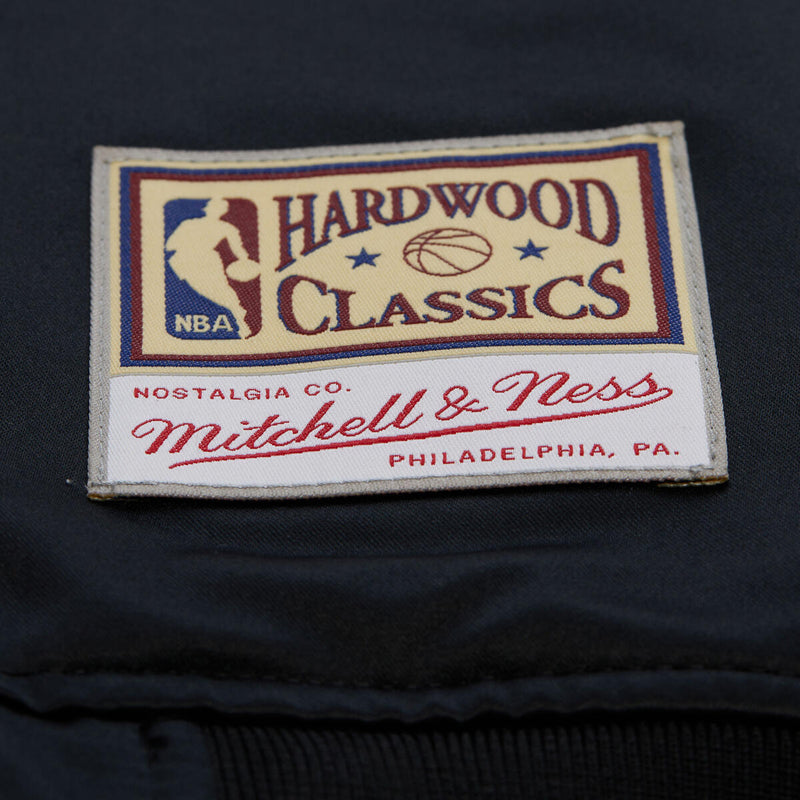 HARDWOOD
CLASSICS
NBA
NOSTALGIA CO.
Mitchell & Ness
PHILADELPHIA, PA.